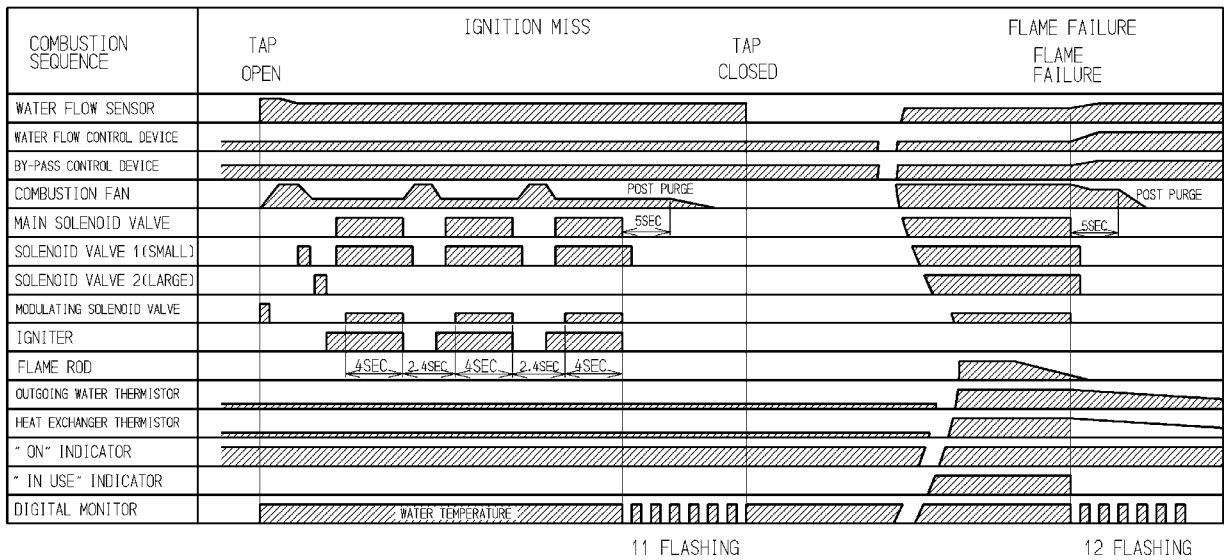 IGNITION MISS
FLAME FAILURE
COMBUSTION
SEQUENCE
TAP
OPEN
TAP
CLOSED
FLAME
FAILURE
WATER FLOW SENSOR
WATER FLOW CONTROL DEVICE
BY-PASS CONTROL DEVICE
COMBUSTION FAN
POST PURGE
POST PURGE
MAIN SOLENOID VALVE
5SEC
5SEC
SOLENOID VALVE 1(SMALL)
SOLENOID VALVE 2(LARGE)
MODULATING SOLENOID VALVE
IGNITER
FLAME ROD
4SEC 2.4SEC 4SEC 2.4SEC 4SEC
OUTGOING WATER THERMISTOR
HEAT EXCHANGER THERMISTOR
" ON" INDICATOR
" IN USE" INDICATOR
DIGITAL MONITOR
WATER TEMPERATURE
11 FLASHING
12 FLASHING